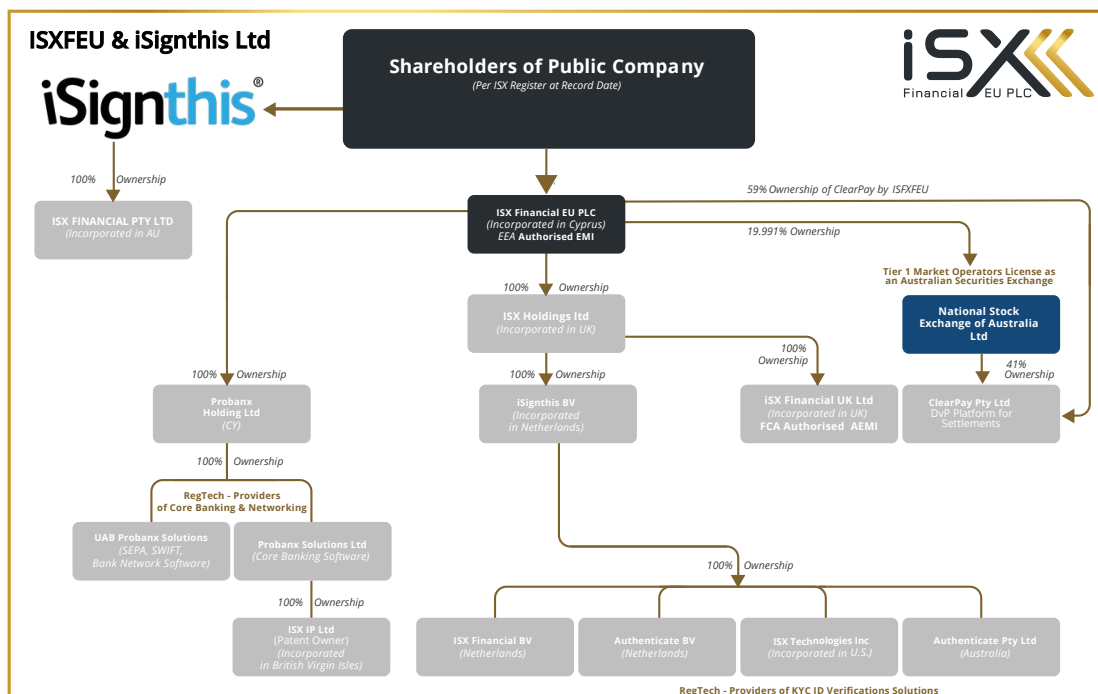 ISXFEU & iSignthis Ltd
iSignthis®
Shareholders of Public Company
(Per ISX Register at Record Date)
iSX
Financial EU PLC
100% Ownership
ISX FINANCIAL PTY LTD
(Incorporated in AU
ISX Financial EU PLC
(Incorporated in Cyprus)
EEA Authorised EMI
59% Ownership of ClearPay by ISFXFEU
19.991% Ownership
Tier 1 Market Operators License as
an Australian Securities Exchange
100% Ownership
ISX Holdings ltd
(Incorporated in UK)
National Stock
Exchange of Australia
Ltd
100% Ownership
100% Ownership
100%
Ownership
41%
Ownership
Probanx
Holding Ltd
(CY)
iSignthis BV
(Incorporated
in Netherlands)
iSX Financial UK Ltd
(Incorporated in UK)
FCA Authorised AEMI
ClearPay Pty Ltd
DvP Platform for
Settlements
100% Ownership
RegTech - Providers
of Core Banking & Networking
UAB Probanx Solutions
(SEPA, SWIFT,
Bank Network Software)
Probanx Solutions Ltd
(Core Banking Software)
100% Ownership
100% Ownership
ISX IP Ltd
(Patent Owner)
(Incorporated
in British Virgin Isles)
ISX Financial BV
(Netherlands)
Authenticate BV
(Netherlands)
ISX Technologies Inc
(Incorporated in U.S.)
Authenticate Pty Ltd
(Australia)
RegTech - Providers of KYC ID Verifications Solutions